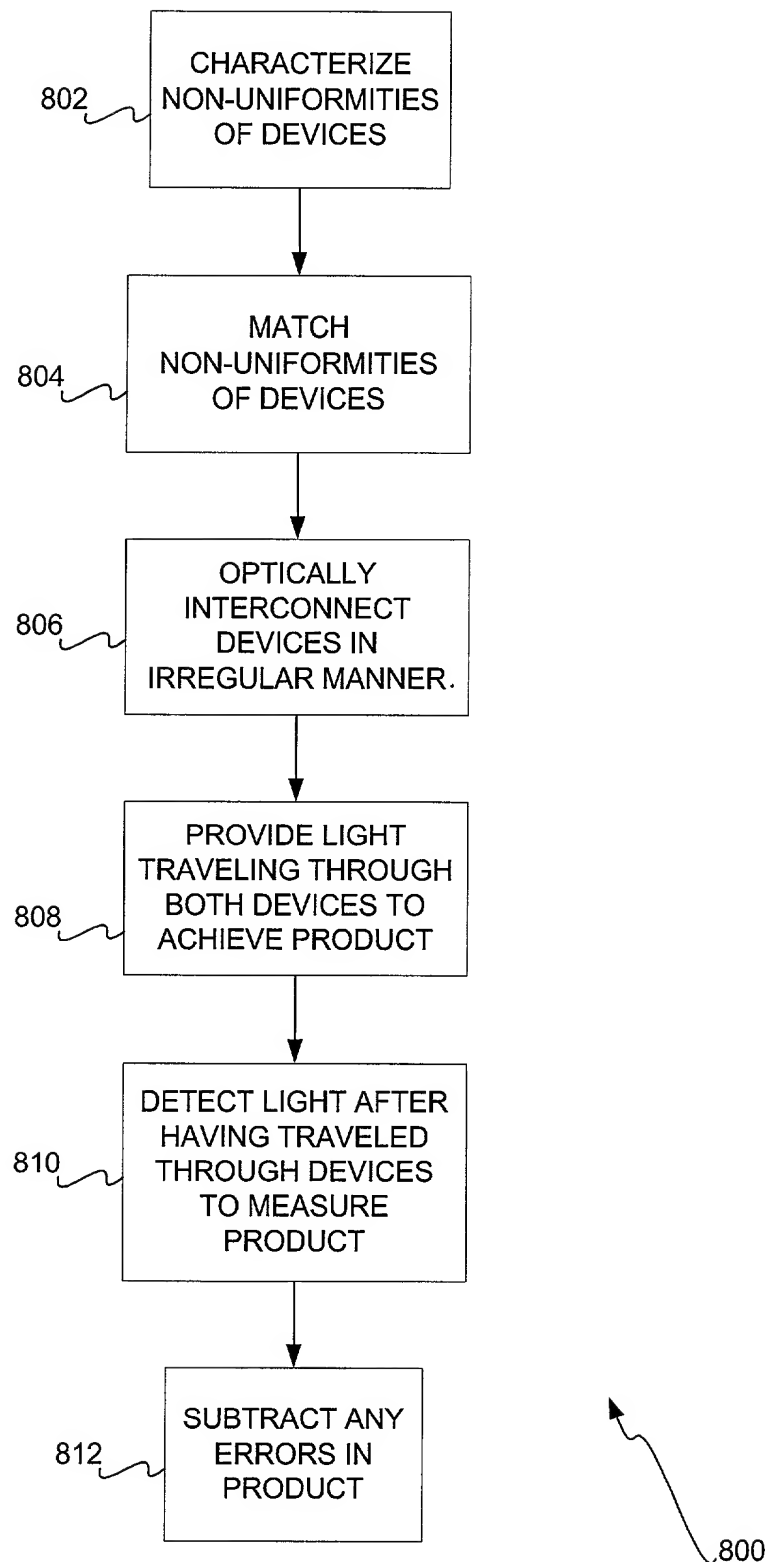 802
CHARACTERIZE
NON-UNIFORMITIES
OF DEVICES
804
MATCH
NON-UNIFORMITIES
OF DEVICES
806
OPTICALLY
INTERCONNECT
DEVICES IN
IRREGULAR MANNER.
808
PROVIDE LIGHT
TRAVELING THROUGH
BOTH DEVICES TO
ACHIEVE PRODUCT
810
DETECT LIGHT AFTER
HAVING TRAVELED
THROUGH DEVICES
TO MEASURE
PRODUCT
812
SUBTRACT ANY
ERRORS IN
PRODUCT
800